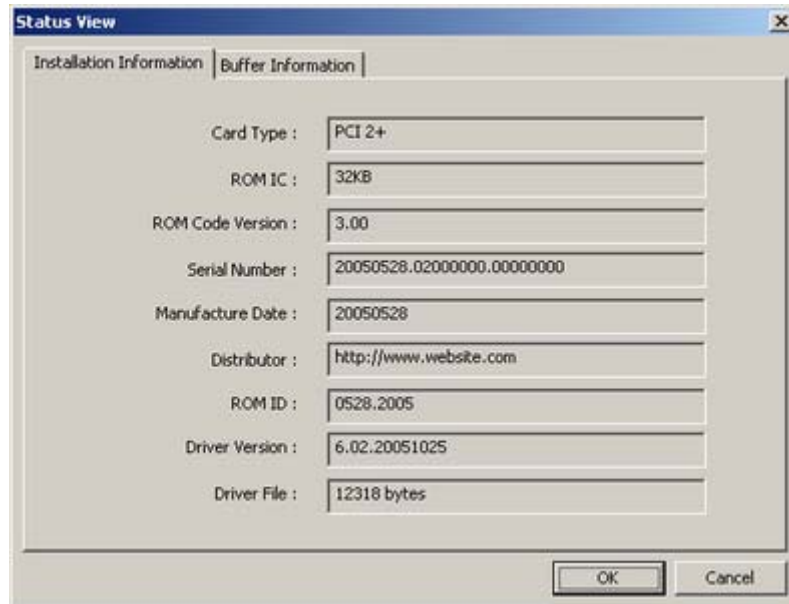 Status View
Installation Information Buffer Information
Card Type : PCI 2+
ROM IC : 32KB
ROM Code Version : 3.00
Serial Number : 20050528.02000000.00000000
Manufacture Date : 20050528
Distributor : http://www.website.com
ROM ID : 0528.2005
Driver Version : 6.02.20051025
Driver File : 12318 bytes
OK Cancel